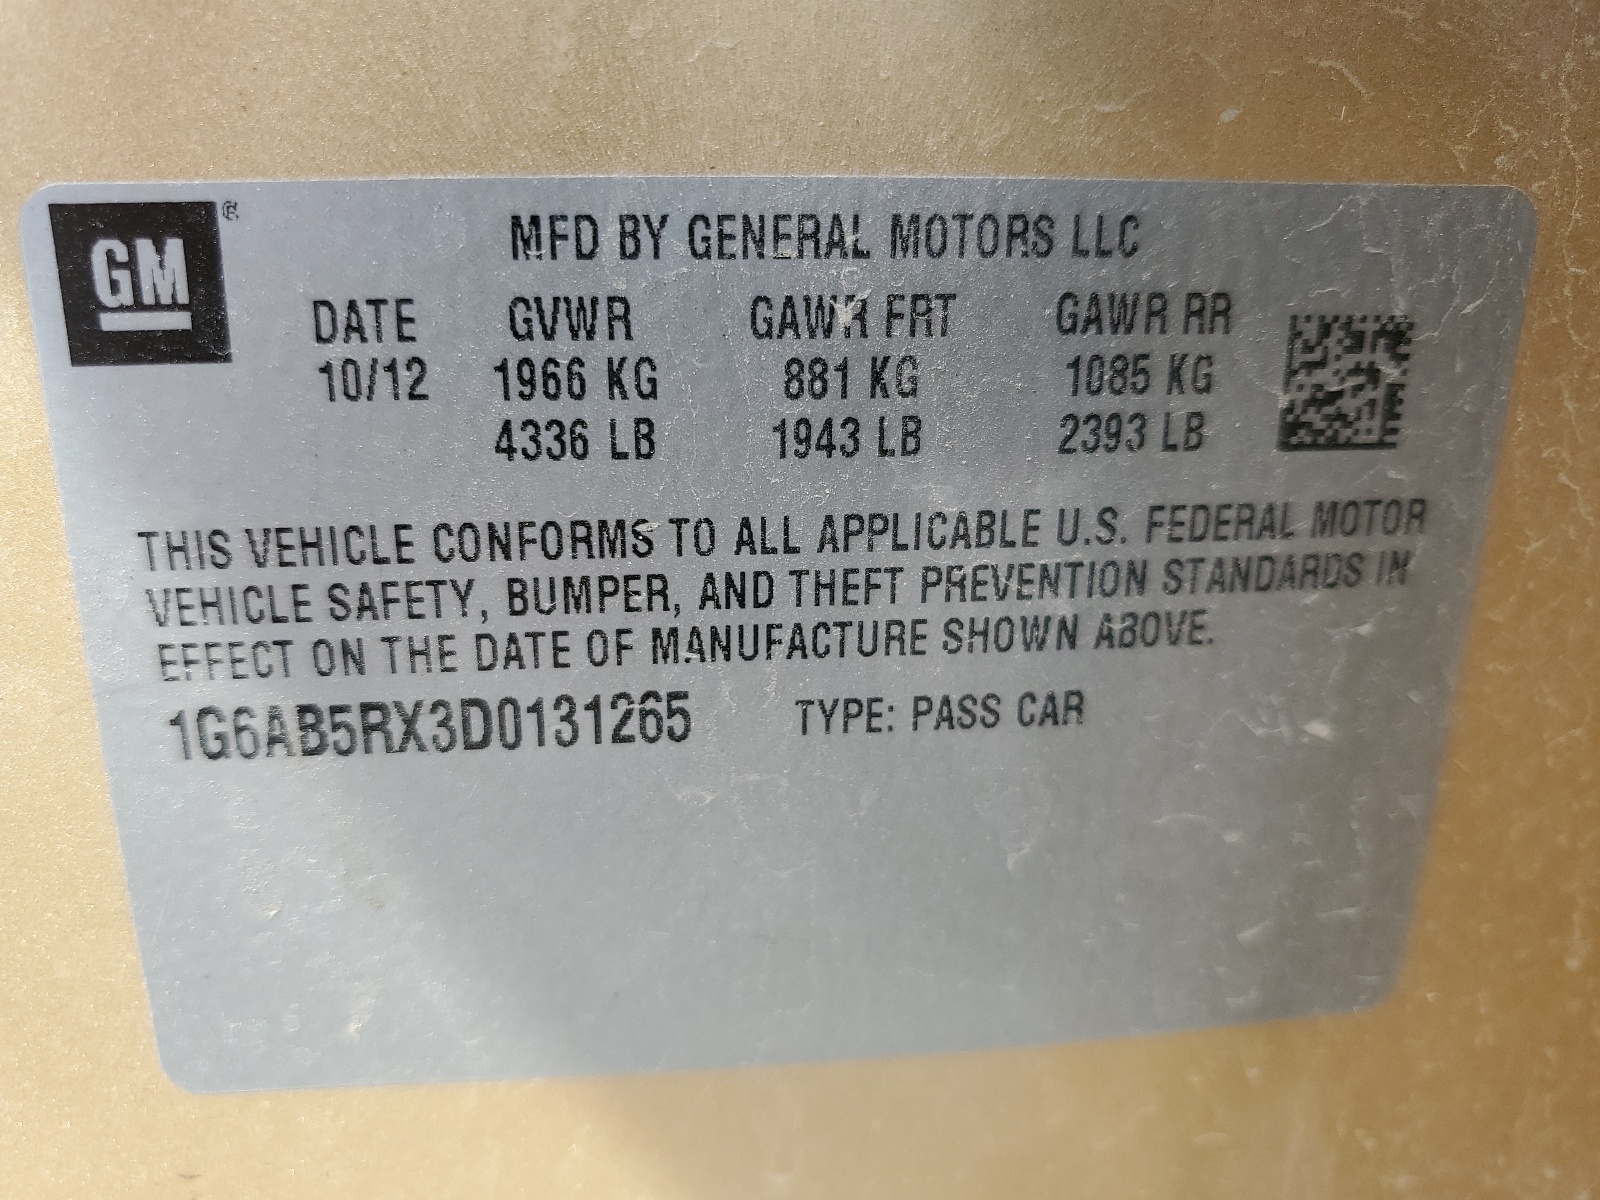 GM ®
MFD BY GENERAL MOTORS LLC
DATE GVWR GAWR FRT GAWR RR
10/12 1966 KG 881 KG 1085 KG
4336 LB 1943 LB 2393 LB
THIS VEHICLE CONFORMS TO ALL APPLICABLE U.S. FEDERAL MOTOR
VEHICLE SAFETY, BUMPER, AND THEFT PREVENTION STANDARDS IN
EFFECT ON THE DATE OF MANUFACTURE SHOWN ABOVE.
1G6AB5RX3D0131265 TYPE: PASS CAR